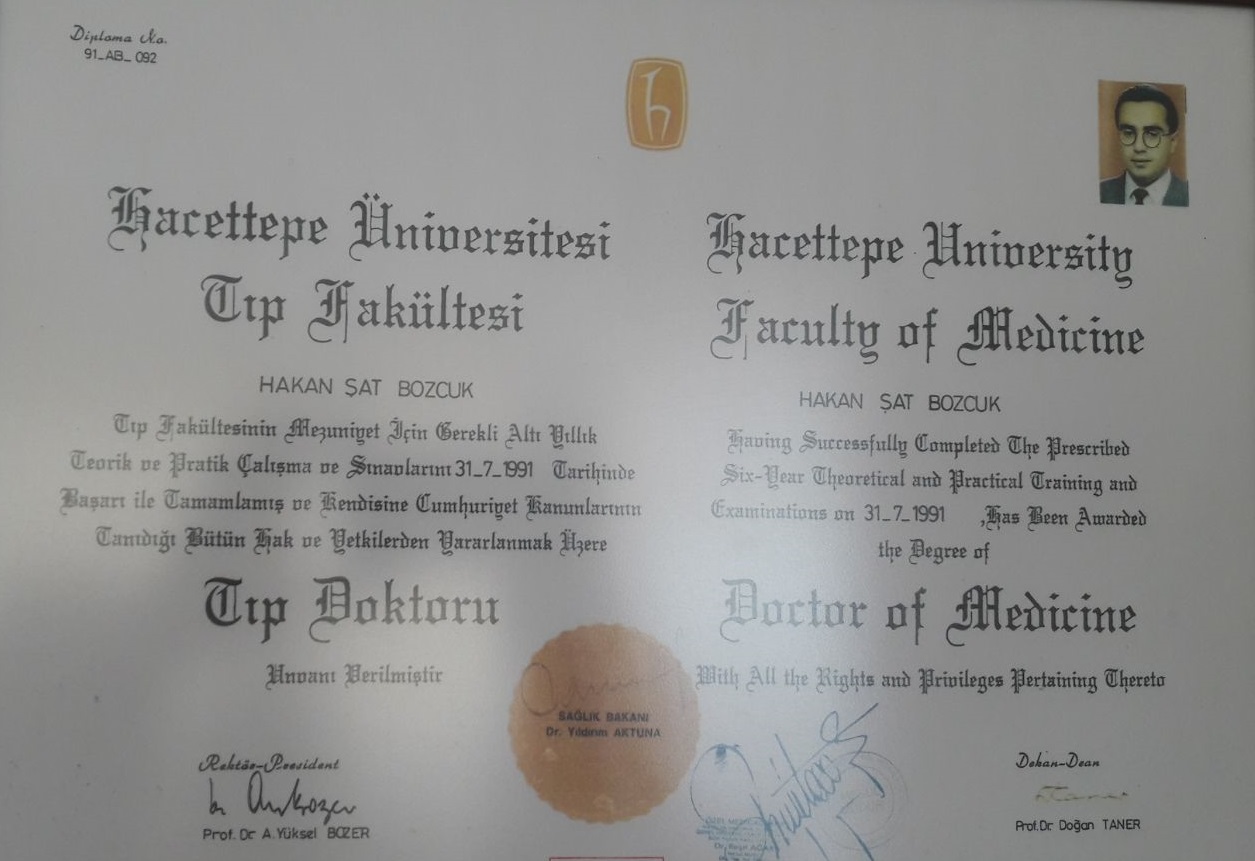 Diploma No.
91_AB_ 092
h
Hacettepe Üniversitesi
Tıp Fakültesi
HAKAN ŞAT BOZCUK
Tıp Fakültesinin Mezuniyet İçin Gerekli Altı Yıllık
Teorik ve Pratik Çalışma ve Sınavlarını 31_7_1991 Tarihinde
Başarı ile Tamamlamış ve Kendisine Cumhuriyet Kanunlarının
Tanıdığı Bütün Hak ve Yetkilerden Yararlanmak Üzere
Tıp Doktoru
Unvanı Verilmiştir
Rektör-President
Prof. Dr A.Yüksel BOZER
SAĞLIK BAKANI
Dr. Yıldırım AKTUNA
Hacettepe University
Faculty of Medicine
HAKAN ŞAT BOZCUK
Having Successfully Completed The Prescribed
Six-Year Theoretical and Practical Training and
Examinations on 31_7_1991 ,Has Been Awarded
the Degree of
Doctor of Medicine
With All the Rights and Privileges Pertaining Thereto
Dekan-Dean
Prof.Dr Doğan TANER